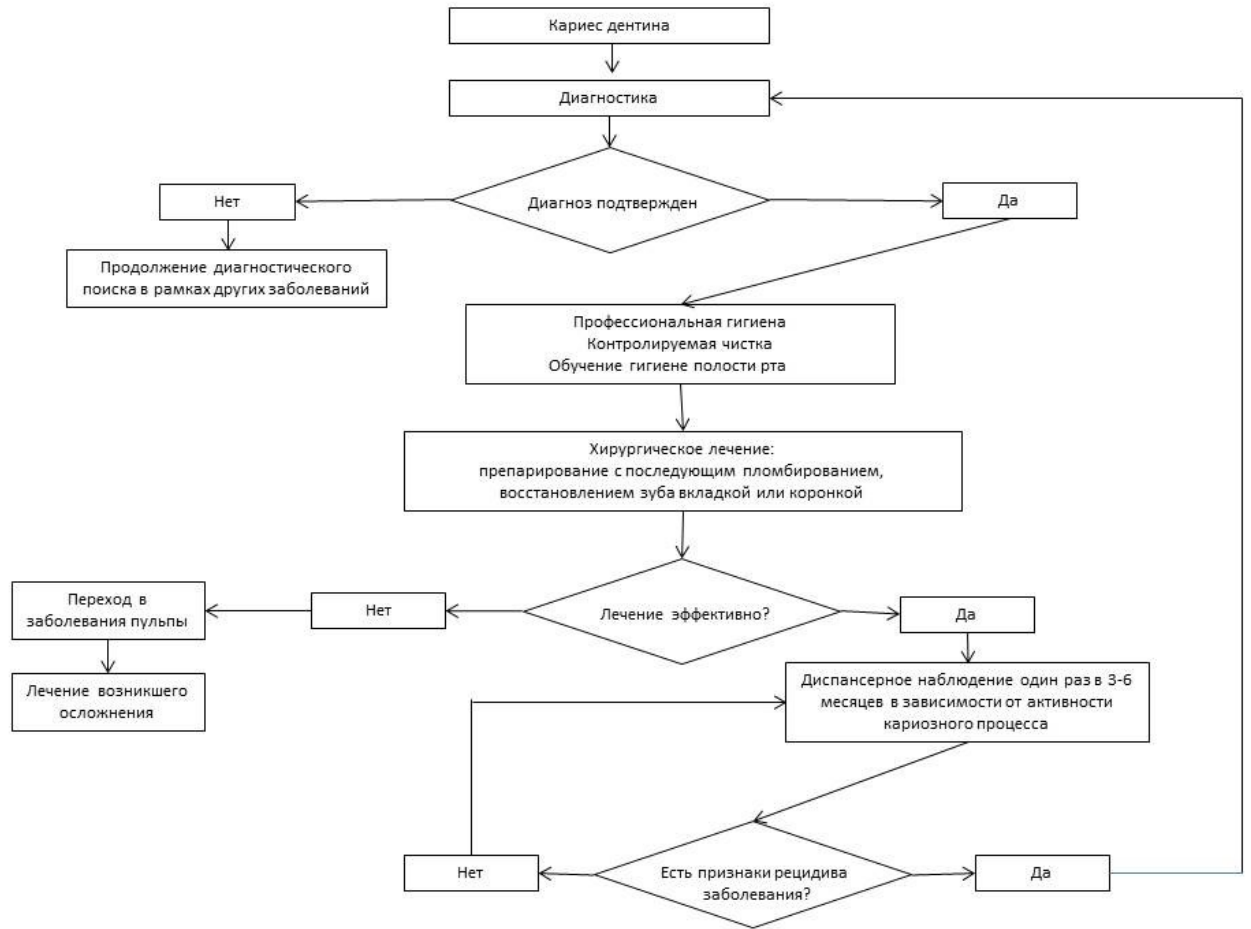 Кариес дентина
Диагностика
Диагноз подтвержден
Нет
Да
Продолжение диагностического
поиска в рамках других заболеваний
Профессиональная гигиена
Контролируемая чистка
Обучение гигиене полости рта
Хирургическое лечение:
препарирование с последующим пломбированием,
восстановлением зуба вкладкой или коронкой
Лечение эффективно?
Нет
Да
Переход в
заболевания пульпы
Лечение возникшего
осложнения
Диспансерное наблюдение один раз в 3-6
месяцев в зависимости от активности
кариозного процесса
Есть признаки рецидива
заболевания?
Нет
Да